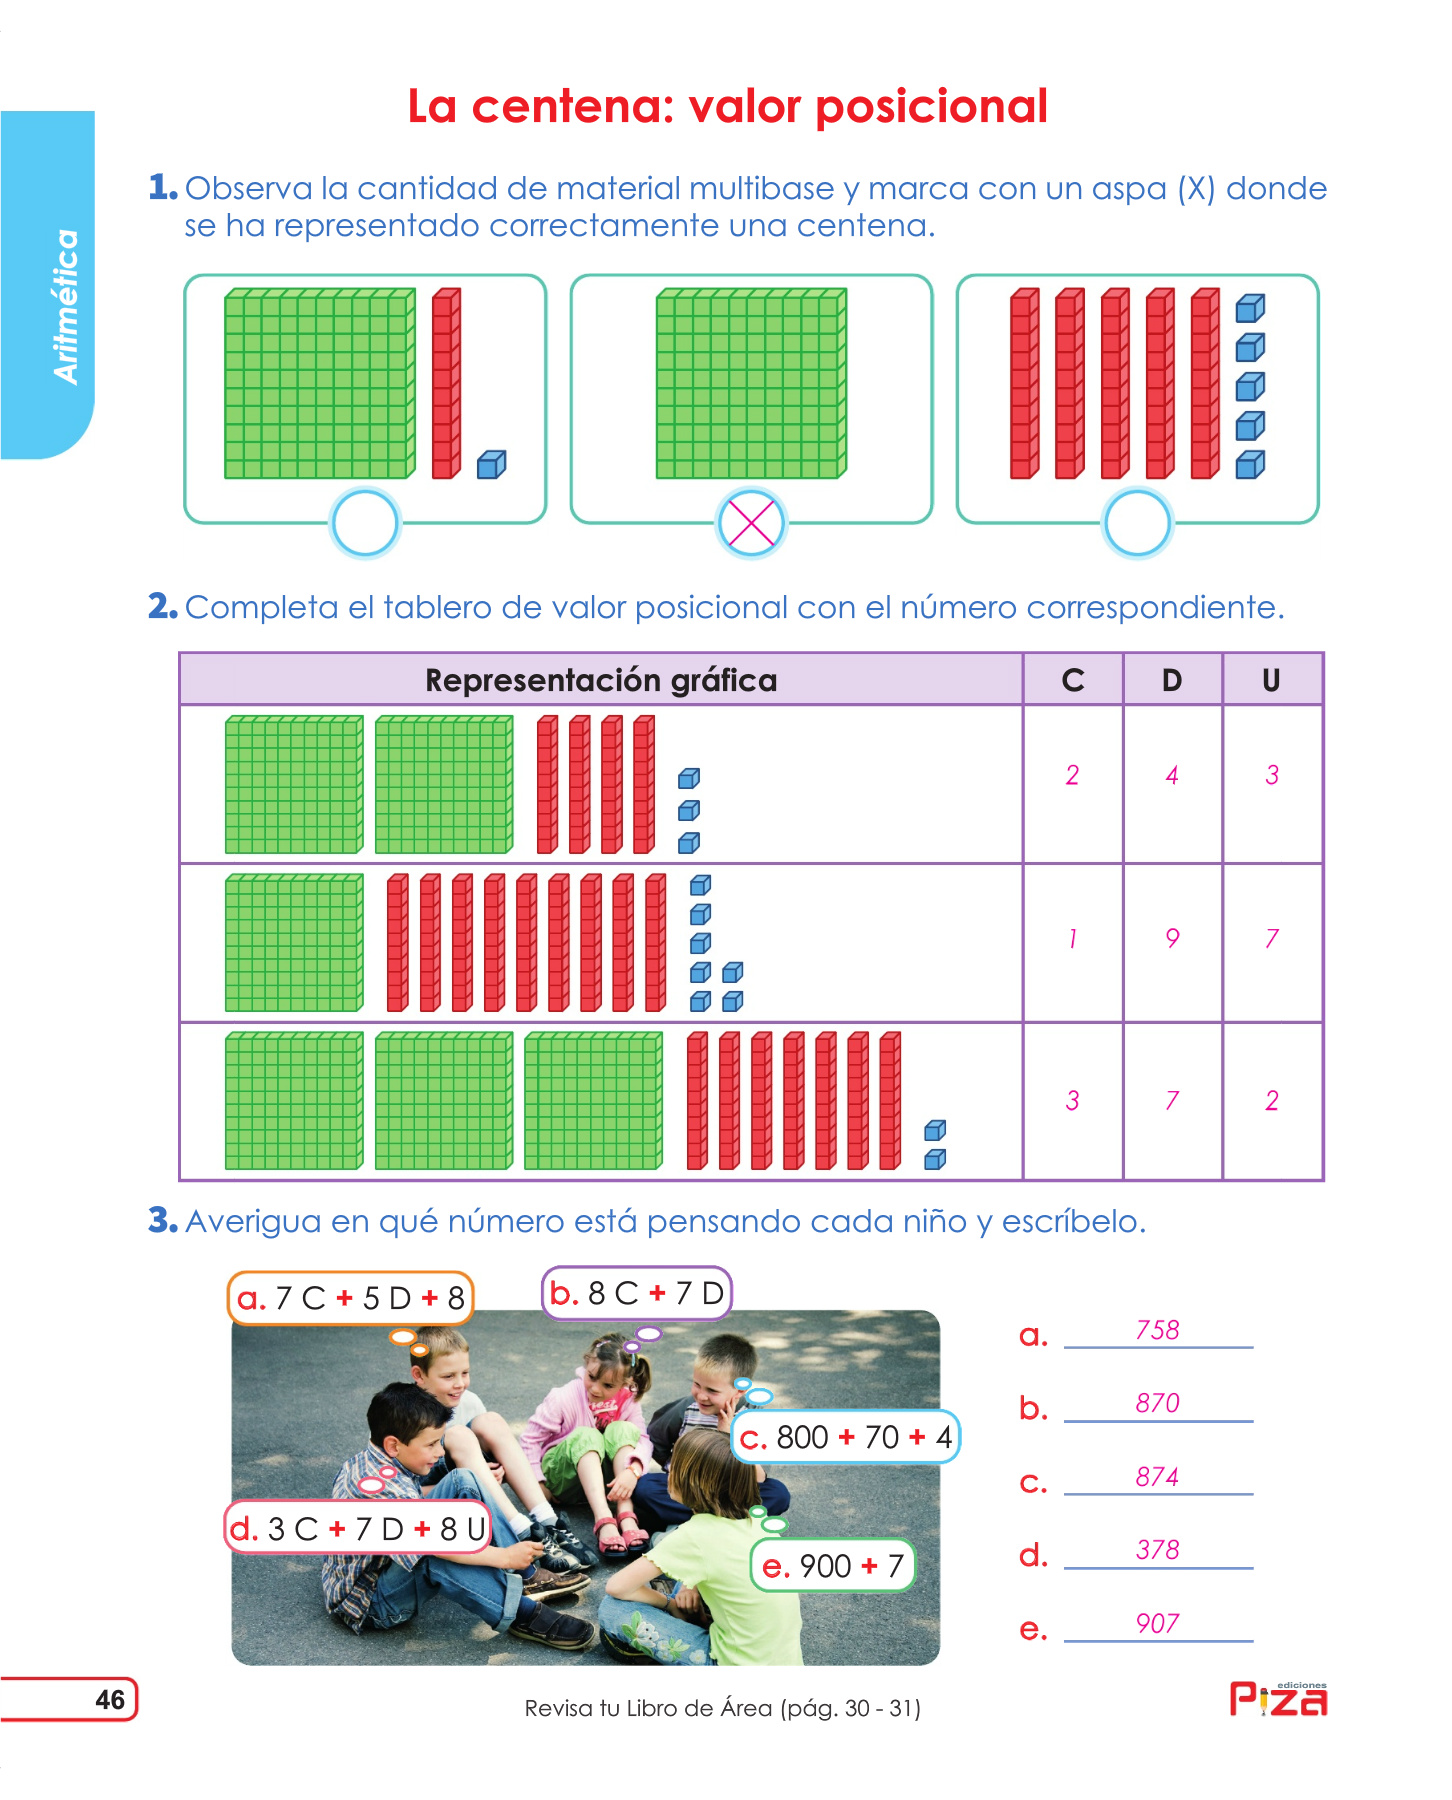 La centena: valor posicional
Aritmética
1. Observa la cantidad de material multibase y marca con un aspa (X) donde
se ha representado correctamente una centena.
2. Completa el tablero de valor posicional con el número correspondiente.
Representación gráfica C D U
2 4 3
1 9 7
3 7 2
3. Averigua en qué número está pensando cada niño y escríbelo.
a. 7 C + 5 D + 8
b. 8 C + 7 D
c. 800 + 70 + 4
d. 3 C + 7 D + 8 U
e. 900 + 7
a. 758
b. 870
c. 874
d. 378
e. 907
46
Revisa tu Libro de Área (pág. 30 - 31)
ediciones
Piza